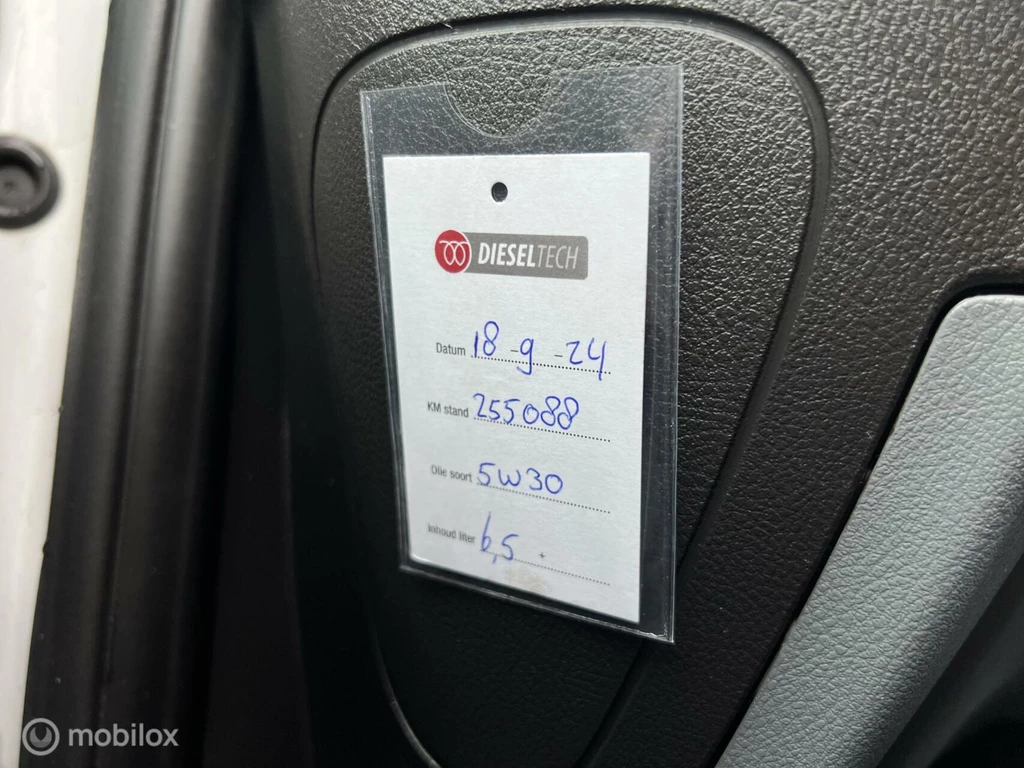 DIESELTECH
Datum 18-9-24
KM stand 255088
Olie soort 5W30
Inhoud liter 6,5
mobilox